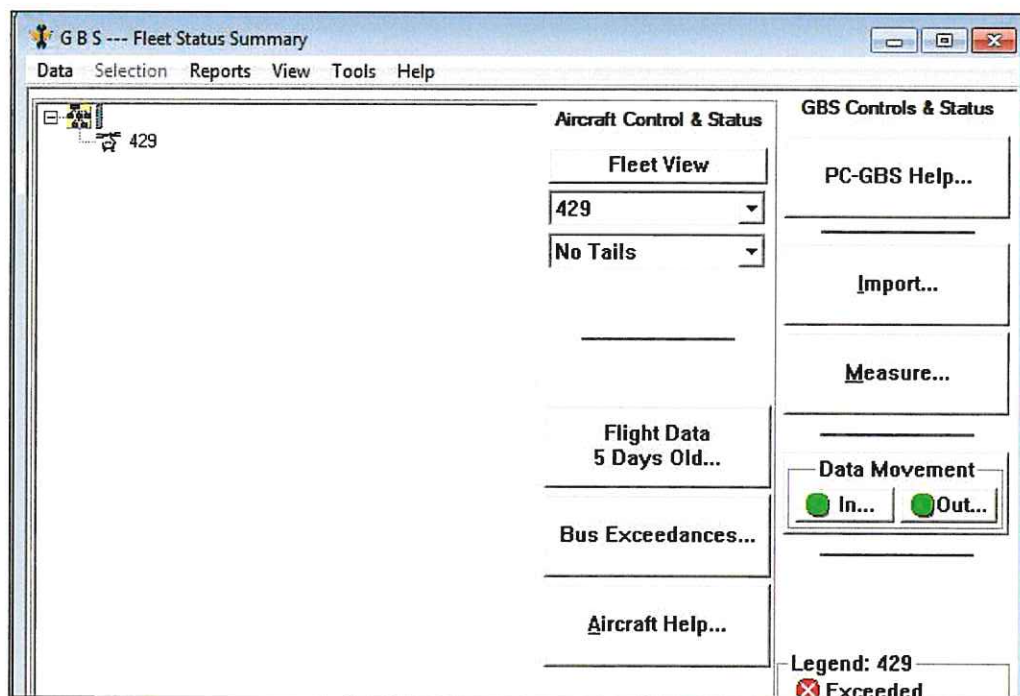 G B S --- Fleet Status Summary
Data Selection Reports View Tools Help
429
Aircraft Control & Status
Fleet View
429
No Tails
Flight Data
5 Days Old...
Bus Exceedances...
Aircraft Help...
GBS Controls & Status
PC-GBS Help...
Import...
Measure...
Data Movement
In... Out...
Legend: 429
Exceeded